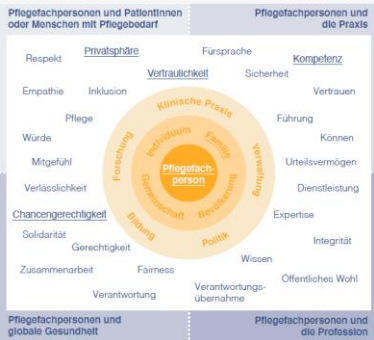 Pflegefachpersonen und PatientInnen
oder Menschen mit Pflegebedarf
Pflegefachpersonen und
die Praxis
Respekt
Privatsphäre
Fürsprache
Kompetenz
Vertraulichkeit
Sicherheit
Empathie
Inklusion
Vertrauen
Klinische Praxis
Pflege
Führung
Würde
Individuum
Familie
Können
Forschung
Verwaltung
Mitgefühl
Pflegefach-
person
Urteilsvermögen
Verlässlichkeit
Dienstleistung
Gemeinschaft
Bevölkerung
Chancengerechtigkeit
Expertise
Bildung
Politik
Solidarität
Gerechtigkeit
Integrität
Wissen
Zusammenarbeit
Fairness
Öffentliches Wohl
Verantwortung
Verantwortungs-
übernahme
Pflegefachpersonen und
globale Gesundheit
Pflegefachpersonen und
die Profession